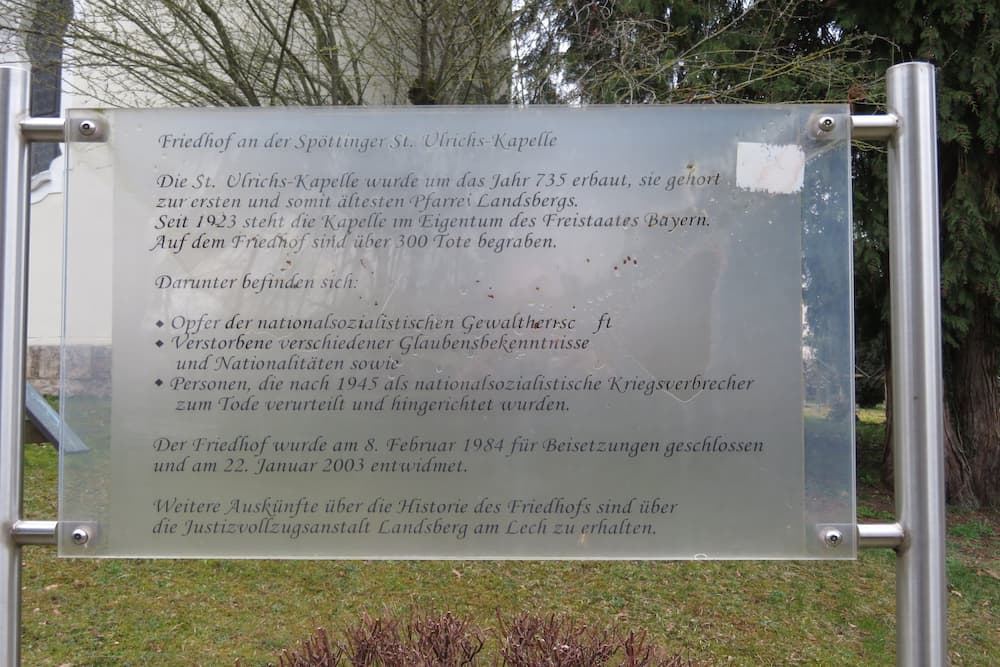 Friedhof an der Spöttinger St. Ulrichs-Kapelle
Die St. Ulrichs-Kapelle wurde um das Jahr 735 erbaut, sie gehört
zur ersten und somit ältesten Pfarrei Landsbergs.
Seit 1923 steht die Kapelle im Eigentum des Freistaates Bayern.
Auf dem Friedhof sind über 300 Tote begraben.
Darunter befinden sich:
◆ Opfer der nationalsozialistischen Gewaltherrsc ft
◆ Verstorbene verschiedener Glaubensbekenntnisse
und Nationalitäten sowie
◆ Personen, die nach 1945 als nationalsozialistische Kriegsverbrecher
zum Tode verurteilt und hingerichtet wurden.
Der Friedhof wurde am 8. Februar 1984 für Beisetzungen geschlossen
und am 22. Januar 2003 entwidmet.
Weitere Auskünfte über die Historie des Friedhofs sind über
die Justizvollzugsanstalt Landsberg am Lech zu erhalten.